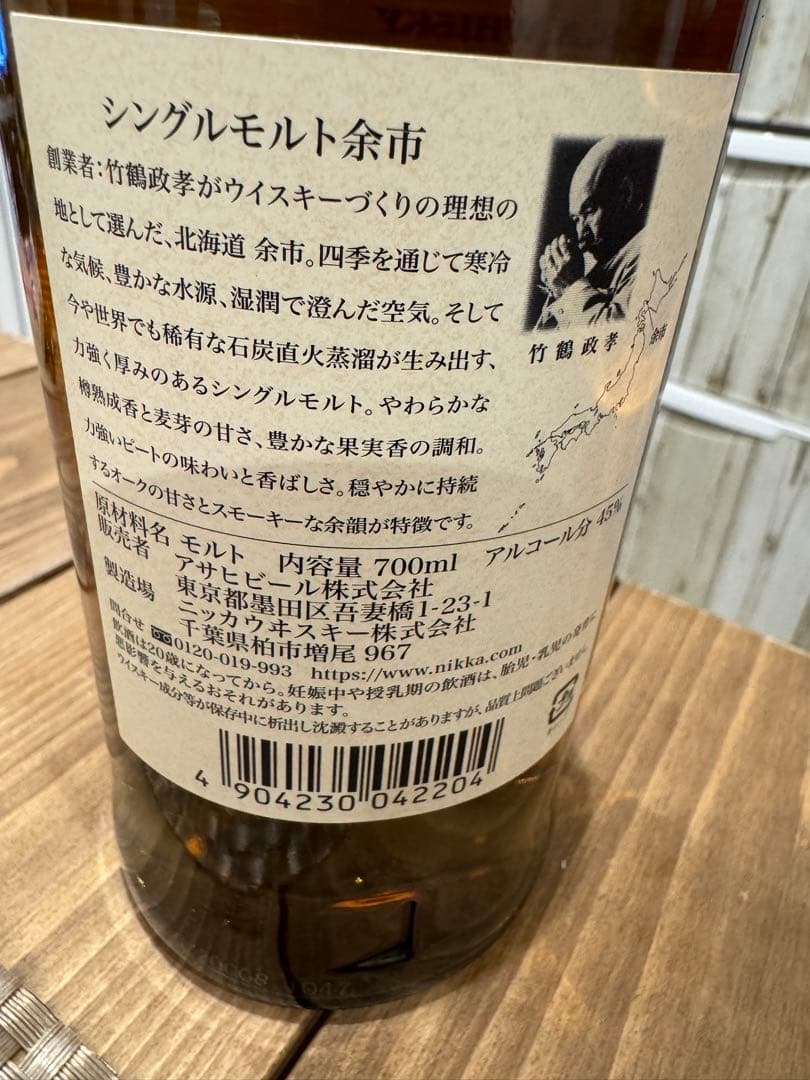 シングルモルト余市
創業者:竹鶴政孝がウイスキーづくりの理想の
地として選んだ、北海道 余市。四季を通じて寒冷
な気候、豊かな水源、湿潤で澄んだ空気。そして
今や世界でも稀有な石炭直火蒸溜が生み出す、
力強く厚みのあるシングルモルト。やわらかな
樽熟成香と麦芽の甘さ、豊かな果実香の調和。
力強いピートの味わいと香ばしさ。穏やかに持続
するオークの甘さとスモーキーな余韻が特徴です。
竹鶴政孝
余市
原材料名 モルト 内容量 700ml アルコール分 45%
販売者 アサヒビール株式会社
東京都墨田区吾妻橋1-23-1
製造場 ニッカウヰスキー株式会社
千葉県柏市増尾 967
問合せ 0120-019-993 https://www.nikka.com
飲酒は20歳になってから。妊娠中や授乳期の飲酒は、胎児・乳児の発育に
悪影響を与えるおそれがあります。
ウイスキー成分等が保存中に析出し沈澱することがありますが、品質上問題ございません。
4 904230 042204